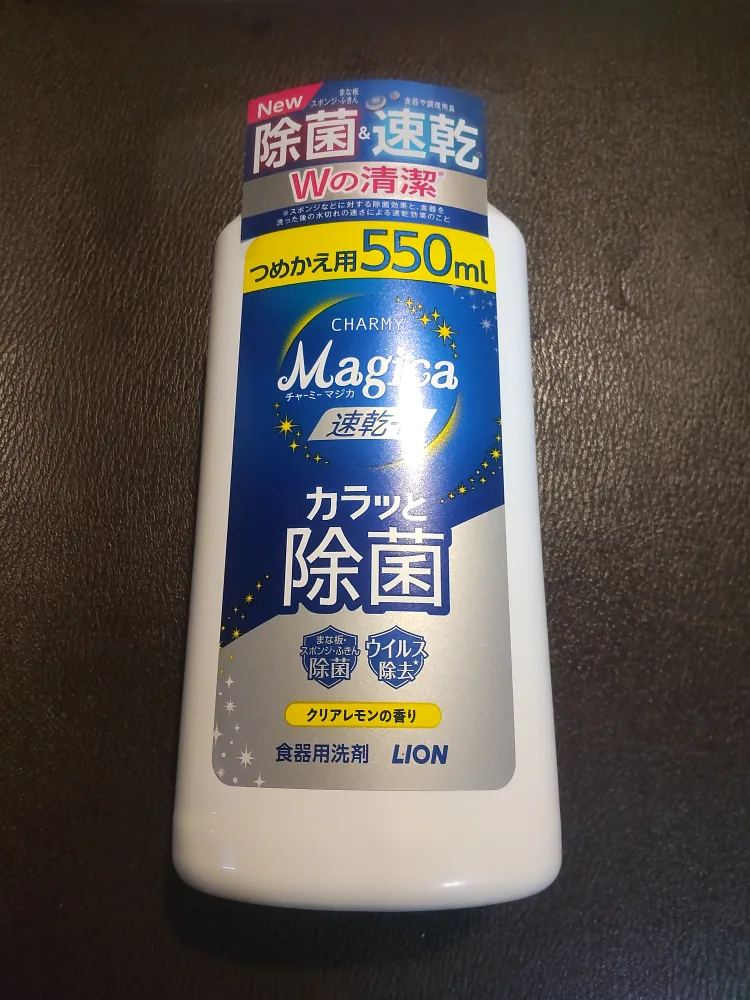 New
まな板
スポンジ・ふきん
食器や調理用具
除菌&速乾
Wの清潔※
※スポンジなどに対する除菌効果と、食器を
洗った後の水切れの速さによる速乾効果のこと
つめかえ用550ml
CHARMY
Magica
チャーミーマジカ
速乾+
カラッと
除菌
まな板・
スポンジ・ふきん
除菌
ウイルス
除去*
クリアレモンの香り
食器用洗剤 LION